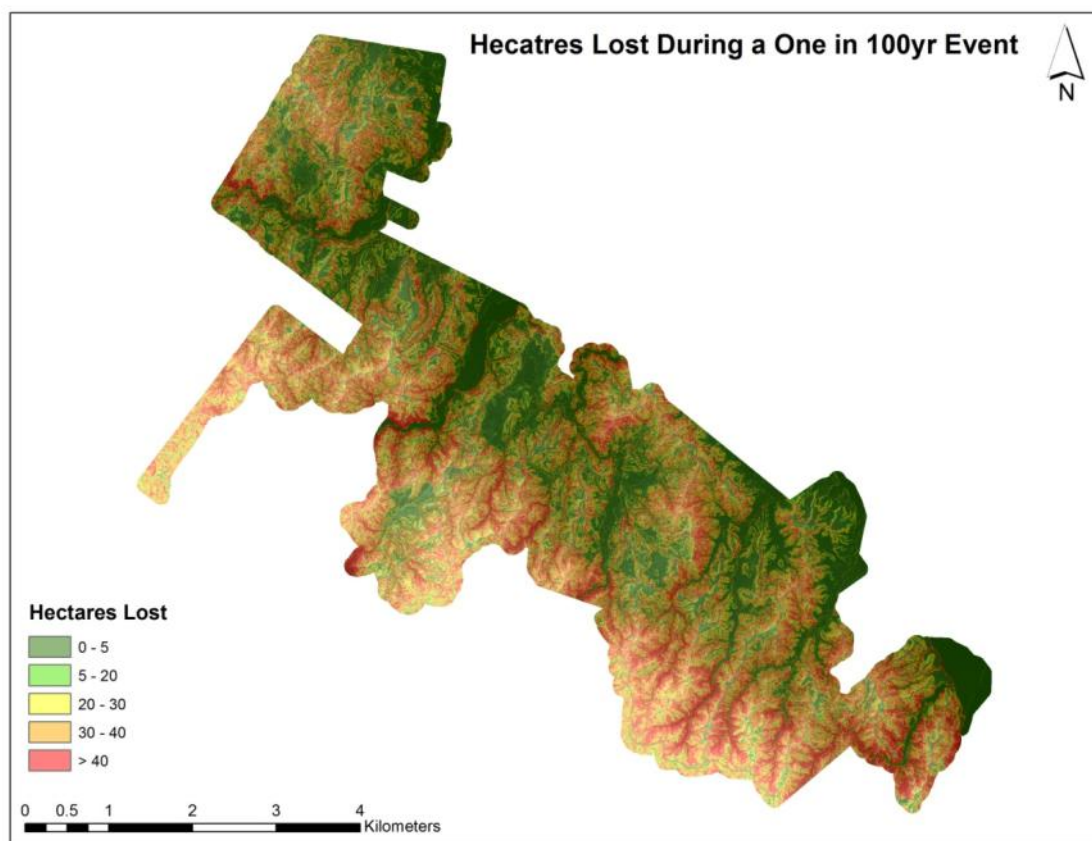 Hecatres Lost During a One in 100yr Event
N
Hectares Lost
0 - 5
5 - 20
20 - 30
30 - 40
> 40
0 0.5 1 2 3 4
Kilometers